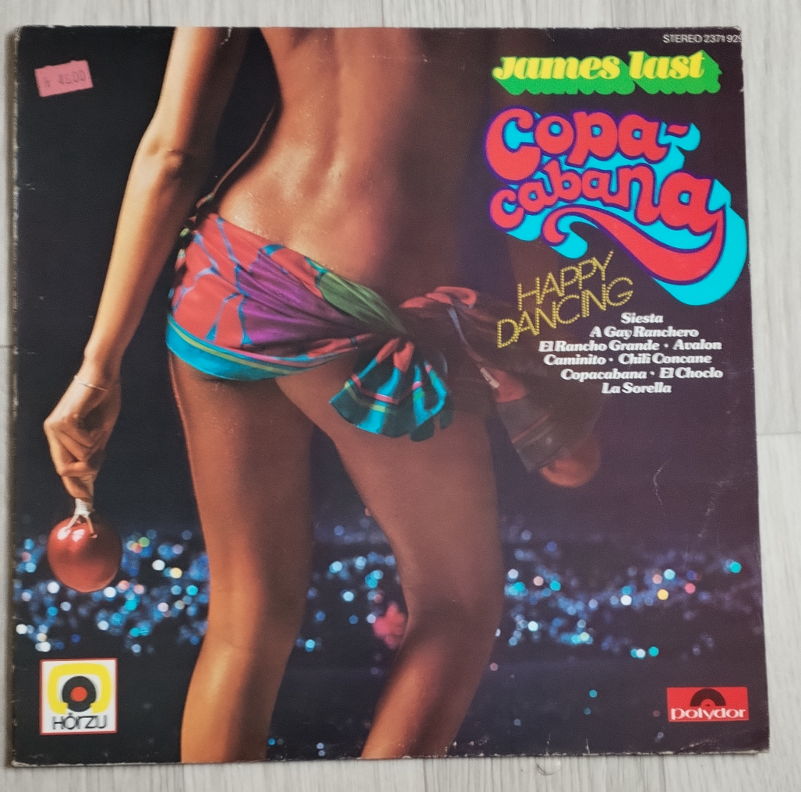 STEREO 2371 929
James Last
Copa-
cabana
HAPPY
DANCING
Siesta
A Gay Ranchero
El Rancho Grande • Avalon
Caminito • Chili Concane
Copacabana • El Choclo
La Sorella
HÖRZU
polydor